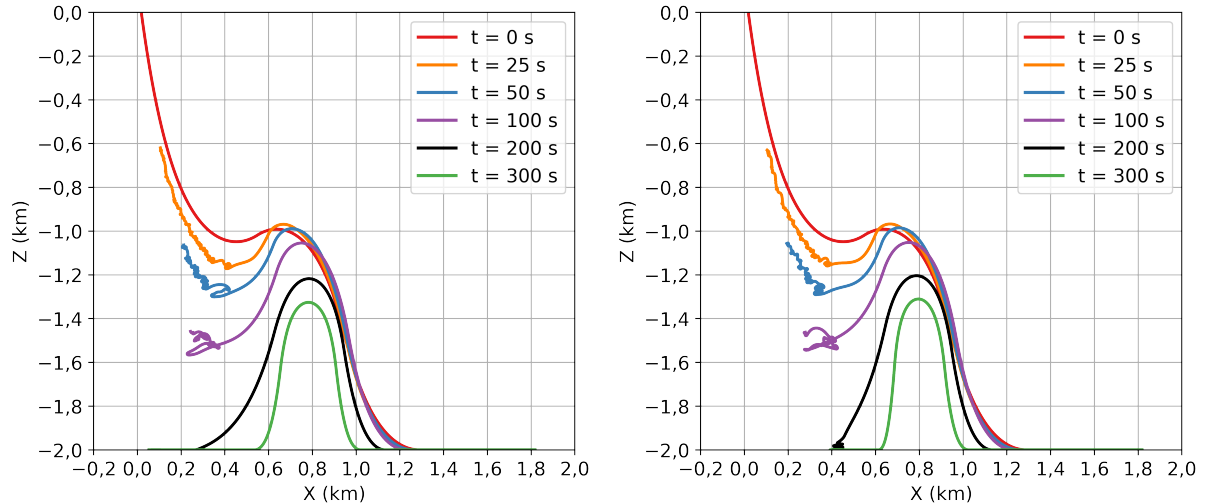 0,0
−0,2
−0,4
−0,6
−0,8
−1,0
−1,2
−1,4
−1,6
−1,8
−2,0
Z (km)
−0,2 0,0 0,2 0,4 0,6 0,8 1,0 1,2 1,4 1,6 1,8 2,0
X (km)
t = 0 s
t = 25 s
t = 50 s
t = 100 s
t = 200 s
t = 300 s
0,0
−0,2
−0,4
−0,6
−0,8
−1,0
−1,2
−1,4
−1,6
−1,8
−2,0
Z (km)
−0,2 0,0 0,2 0,4 0,6 0,8 1,0 1,2 1,4 1,6 1,8 2,0
X (km)
t = 0 s
t = 25 s
t = 50 s
t = 100 s
t = 200 s
t = 300 s